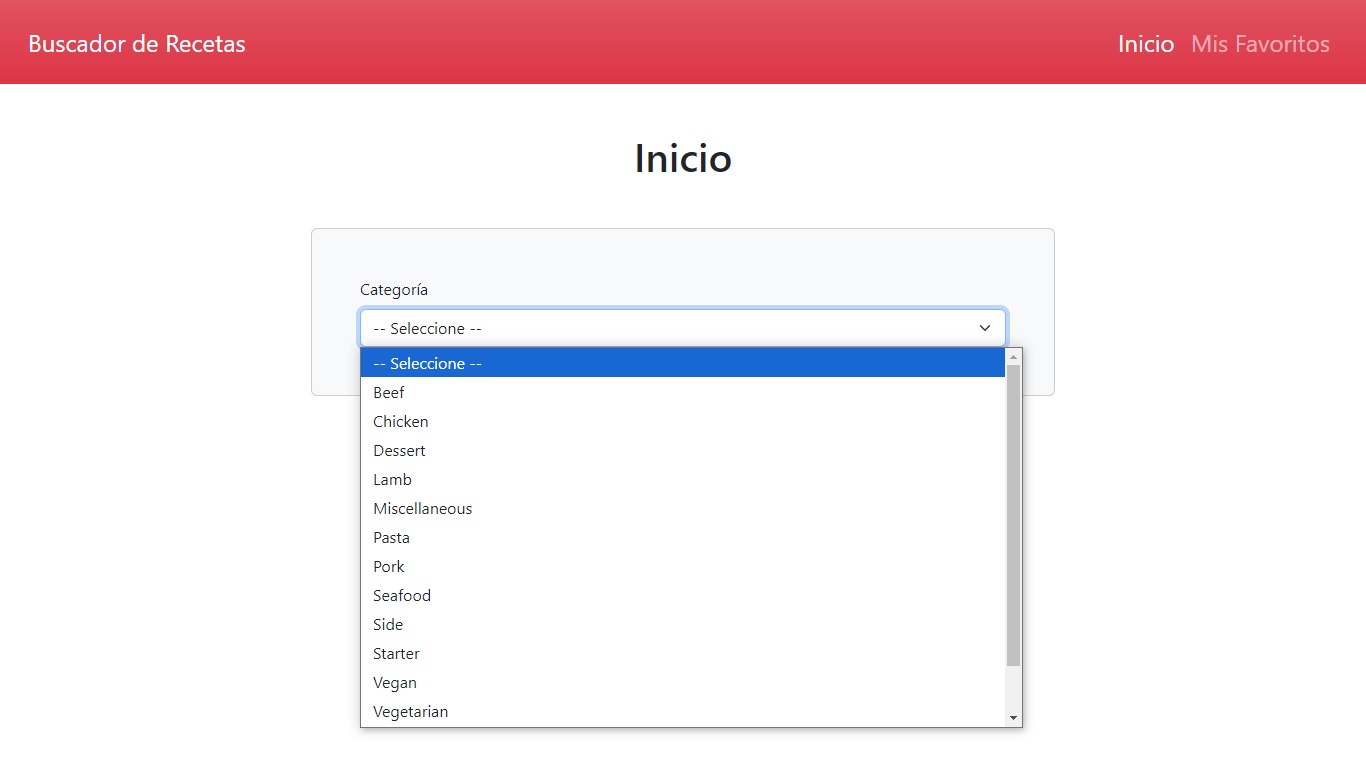 Buscador de Recetas
Inicio Mis Favoritos
Inicio
Categoría
-- Seleccione --
-- Seleccione --
Beef
Chicken
Dessert
Lamb
Miscellaneous
Pasta
Pork
Seafood
Side
Starter
Vegan
Vegetarian